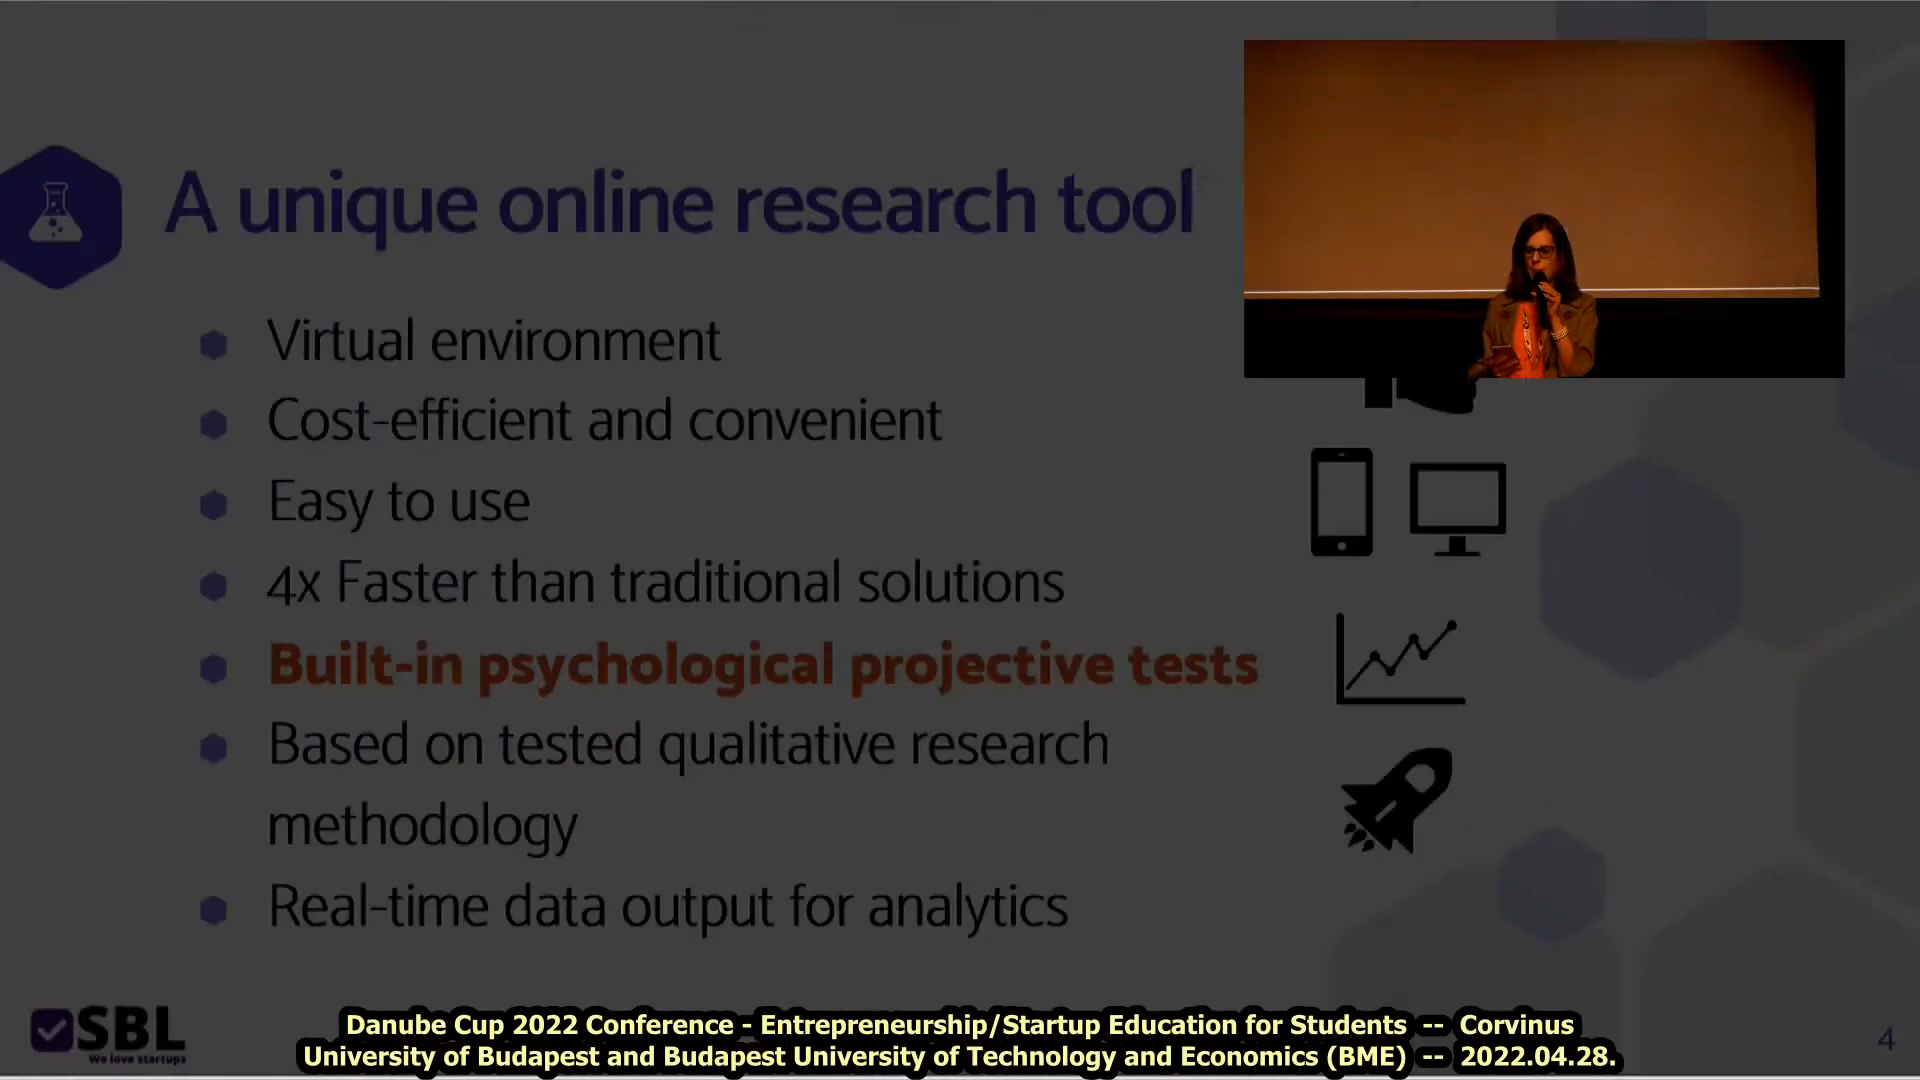 A unique online research tool
Virtual environment
Cost-efficient and convenient
Easy to use
4x Faster than traditional solutions
Built-in psychological projective tests
Based on tested qualitative research
methodology
Real-time data output for analytics
SBL
We love startups
Danube Cup 2022 Conference - Entrepreneurship/Startup Education for Students -- Corvinus
University of Budapest and Budapest University of Technology and Economics (BME) -- 2022.04.28.
4